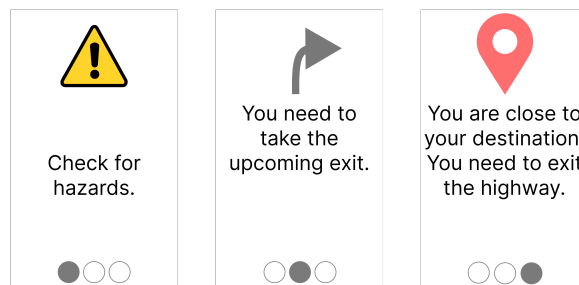 Check for
hazards.
You need to
take the
upcoming exit.
You are close to
your destination
You need to exit
the highway.